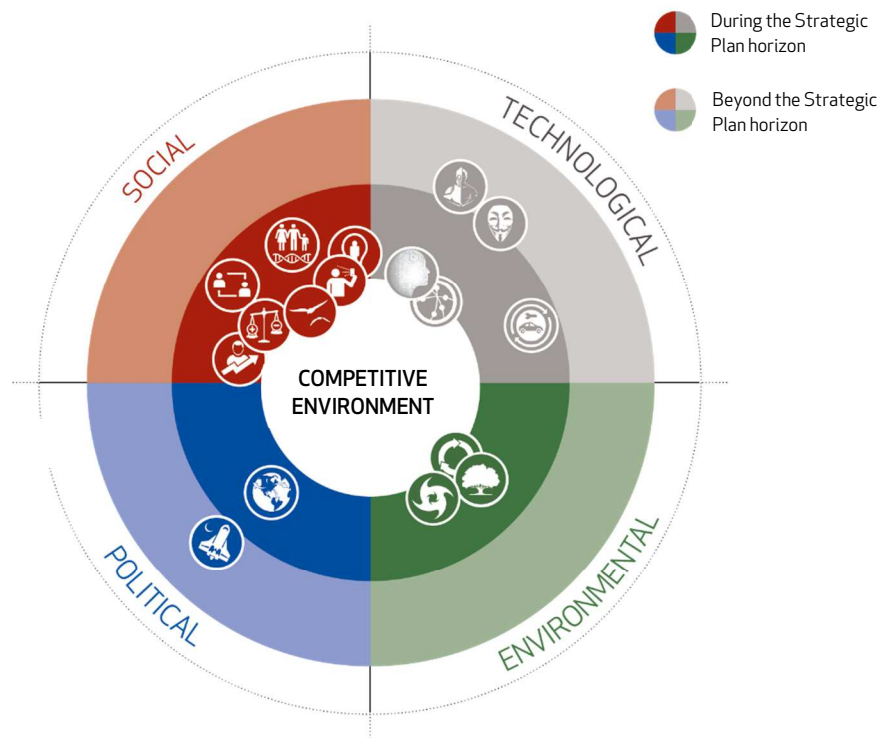 During the Strategic
Plan horizon
Beyond the Strategic
Plan horizon
SOCIAL
TECHNOLOGICAL
COMPETITIVE
ENVIRONMENT
POLITICAL
ENVIRONMENTAL